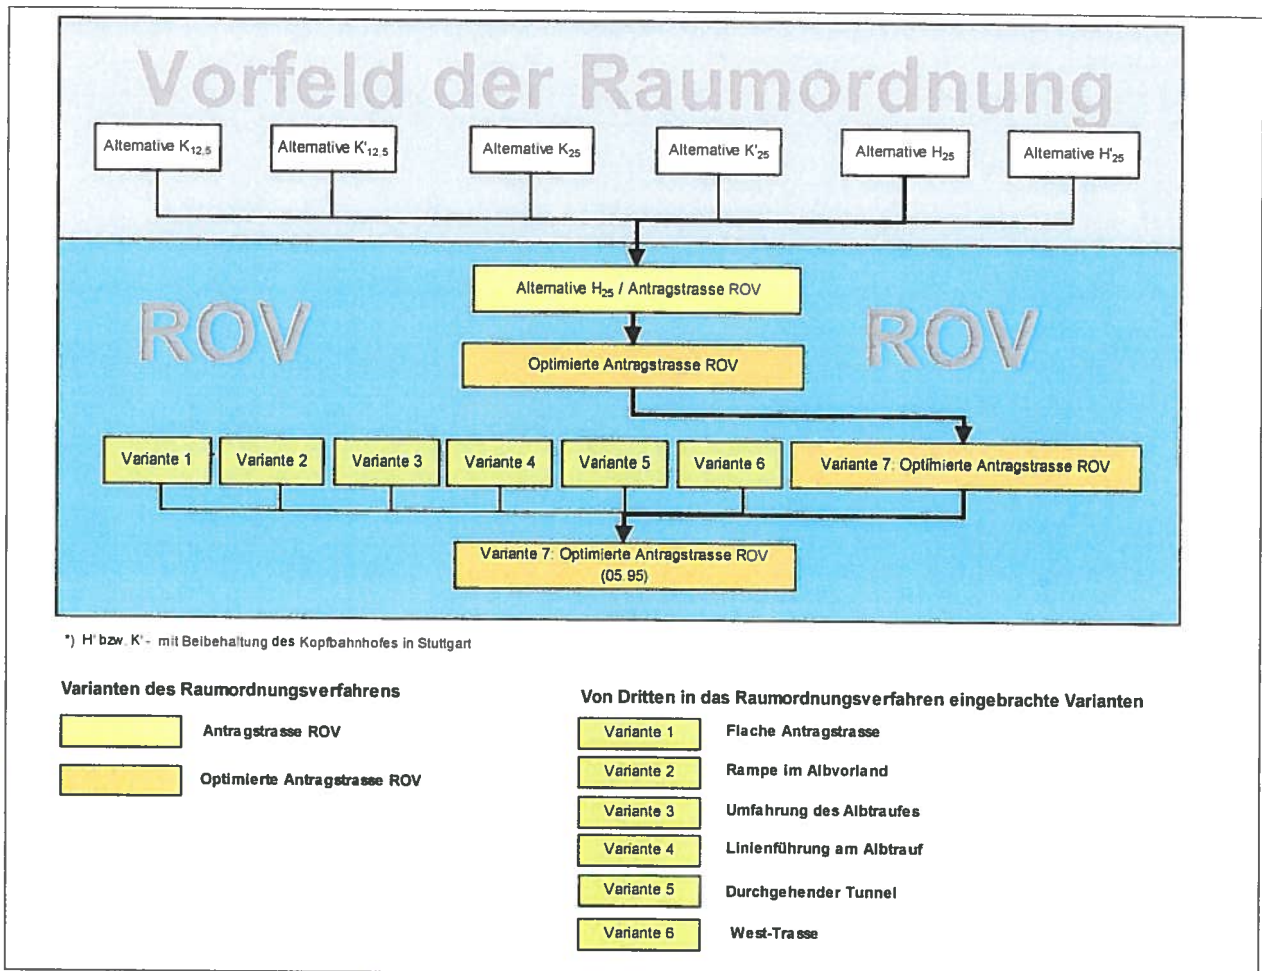 Vorfeld der Raumordnung
Alternative K12,5
Alternative K'12,5
Alternative K25
Alternative K'25
Alternative H25
Alternative H'25
Alternative H25 / Antragstrasse ROV
ROV
ROV
Optimierte Antragstrasse ROV
Variante 1
Variante 2
Variante 3
Variante 4
Variante 5
Variante 6
Variante 7: Optimierte Antragstrasse ROV
Variante 7: Optimierte Antragstrasse ROV
(05.95)
*) H' bzw. K' - mit Beibehaltung des Kopfbahnhofes in Stuttgart
Varianten des Raumordnungsverfahrens
Antragstrasse ROV
Optimierte Antragstrasse ROV
Von Dritten in das Raumordnungsverfahren eingebrachte Varianten
Variante 1 Flache Antragstrasse
Variante 2 Rampe im Albvorland
Variante 3 Umfahrung des Albtraufes
Variante 4 Linienführung am Albtrauf
Variante 5 Durchgehender Tunnel
Variante 6 West-Trasse